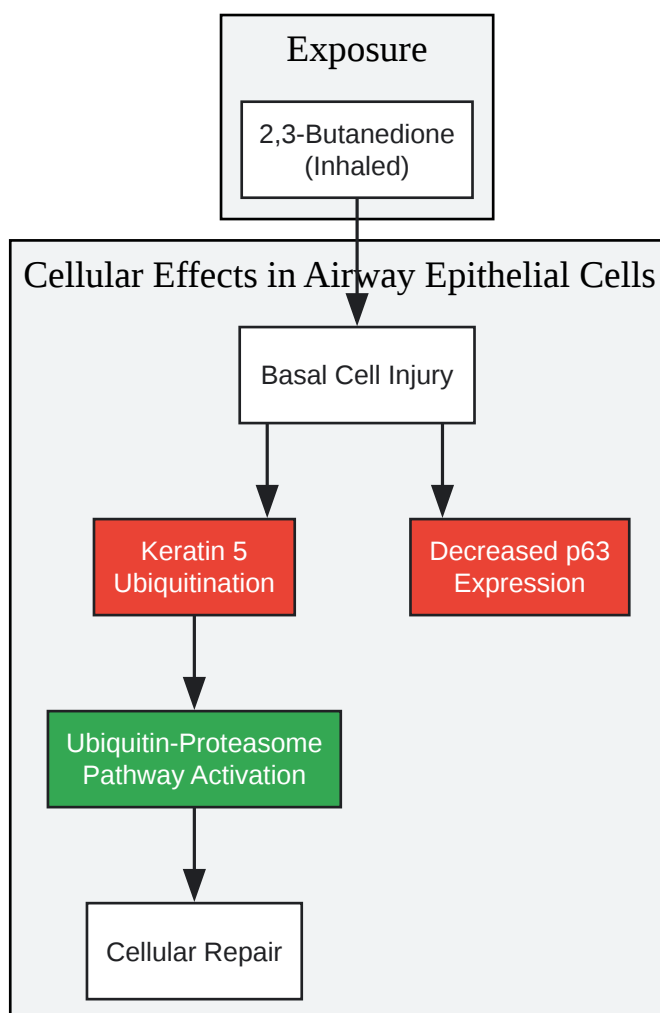 Exposure
2,3-Butanedione
(Inhaled)
Cellular Effects in Airway Epithelial Cells
Basal Cell Injury
Keratin 5
Ubiquitination
Decreased p63
Expression
Ubiquitin-Proteasome
Pathway Activation
Cellular Repair